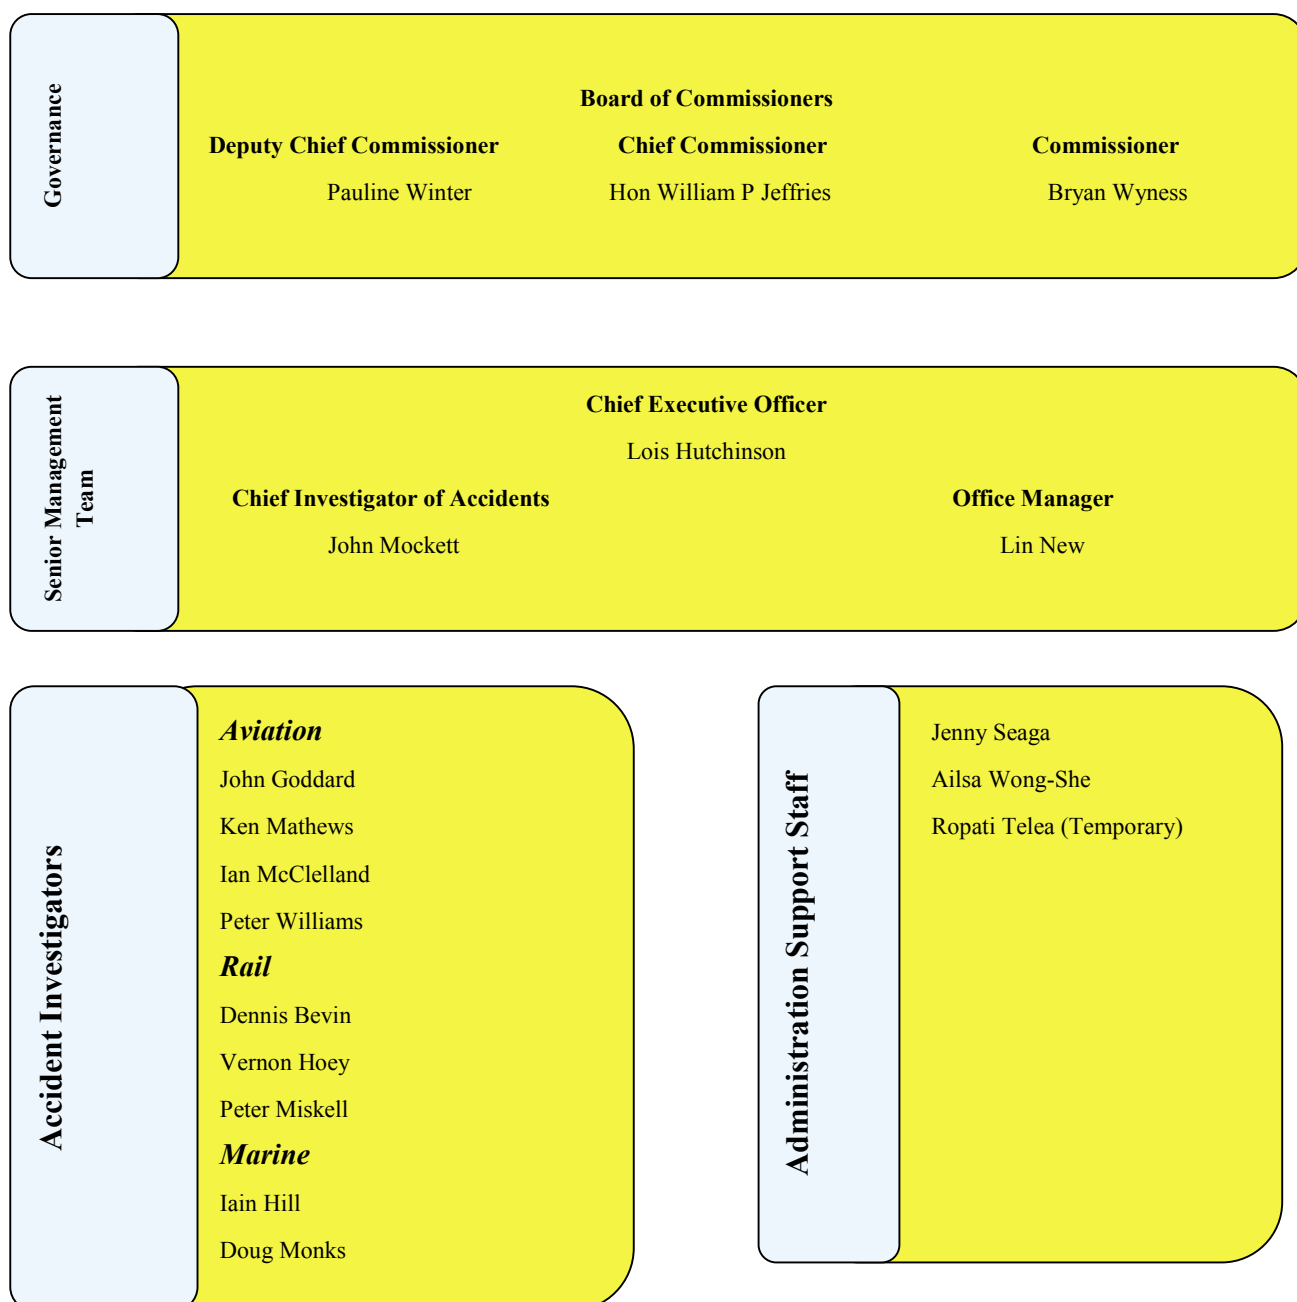 Governance
Board of Commissioners
Deputy Chief Commissioner Chief Commissioner Commissioner
Pauline Winter Hon William P Jeffries Bryan Wyness
Senior Management
Team
Chief Executive Officer
Lois Hutchinson
Chief Investigator of Accidents Office Manager
John Mockett Lin New
Accident Investigators
Aviation
John Goddard
Ken Mathews
Ian McClelland
Peter Williams
Rail
Dennis Bevin
Vernon Hoey
Peter Miskell
Marine
Iain Hill
Doug Monks
Administration Support Staff
Jenny Seaga
Ailsa Wong-She
Ropati Telea (Temporary)